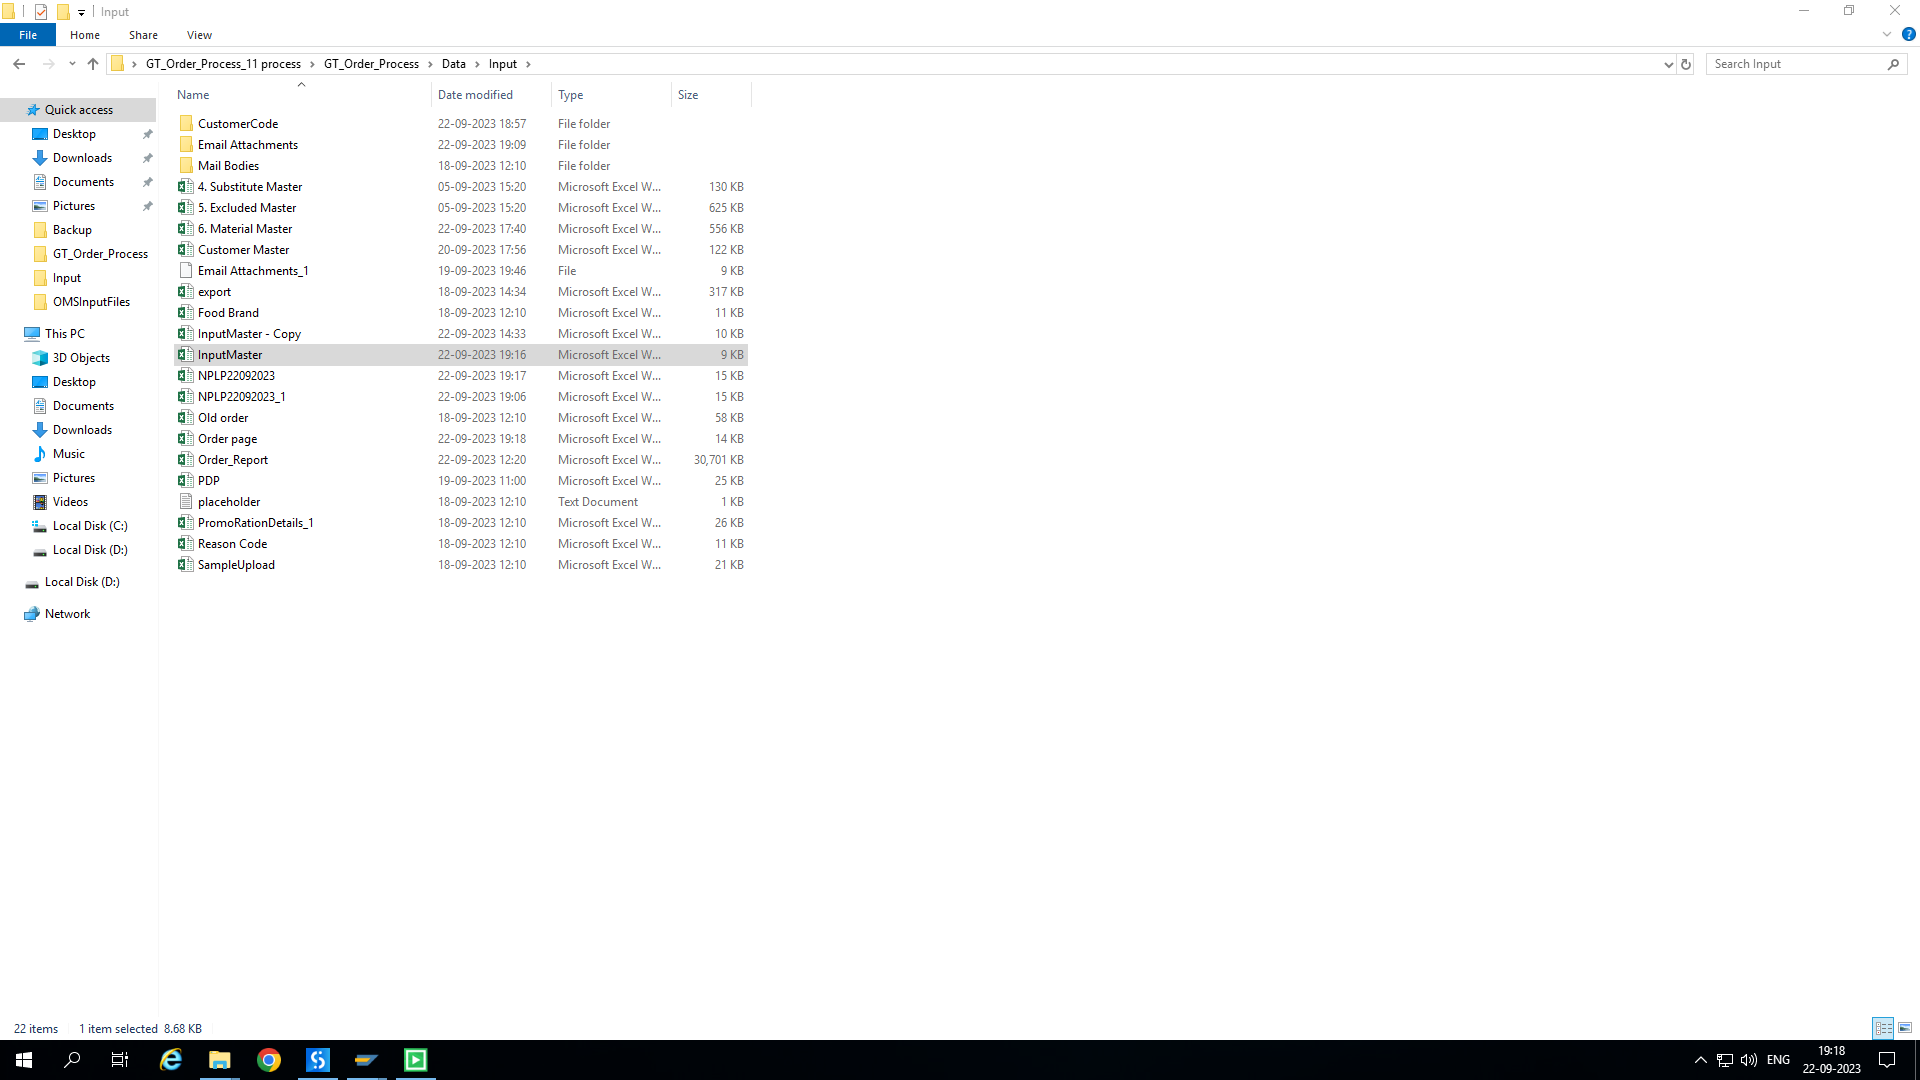 Input
File Home Share View
GT_Order_Process_11 process GT_Order_Process Data Input
Search Input
Name Date modified Type Size
Quick access
Desktop
Downloads
Documents
Pictures
Backup
GT_Order_Process
Input
OMSInputFiles
This PC
3D Objects
Desktop
Documents
Downloads
Music
Pictures
Videos
Local Disk (C:)
Local Disk (D:)
Local Disk (D:)
Network
CustomerCode 22-09-2023 18:57 File folder
Email Attachments 22-09-2023 19:09 File folder
Mail Bodies 18-09-2023 12:10 File folder
4. Substitute Master 05-09-2023 15:20 Microsoft Excel W... 130 KB
5. Excluded Master 05-09-2023 15:20 Microsoft Excel W... 625 KB
6. Material Master 22-09-2023 17:40 Microsoft Excel W... 556 KB
Customer Master 20-09-2023 17:56 Microsoft Excel W... 122 KB
Email Attachments_1 19-09-2023 19:46 File 9 KB
export 18-09-2023 14:34 Microsoft Excel W... 317 KB
Food Brand 18-09-2023 12:10 Microsoft Excel W... 11 KB
InputMaster - Copy 22-09-2023 14:33 Microsoft Excel W... 10 KB
InputMaster 22-09-2023 19:16 Microsoft Excel W... 9 KB
NPLP22092023 22-09-2023 19:17 Microsoft Excel W... 15 KB
NPLP22092023_1 22-09-2023 19:06 Microsoft Excel W... 15 KB
Old order 18-09-2023 12:10 Microsoft Excel W... 58 KB
Order page 22-09-2023 19:18 Microsoft Excel W... 14 KB
Order_Report 22-09-2023 12:20 Microsoft Excel W... 30,701 KB
PDP 19-09-2023 11:00 Microsoft Excel W... 25 KB
placeholder 18-09-2023 12:10 Text Document 1 KB
PromoRationDetails_1 18-09-2023 12:10 Microsoft Excel W... 26 KB
Reason Code 18-09-2023 12:10 Microsoft Excel W... 11 KB
SampleUpload 18-09-2023 12:10 Microsoft Excel W... 21 KB
22 items 1 item selected 8.68 KB
ENG
19:18
22-09-2023